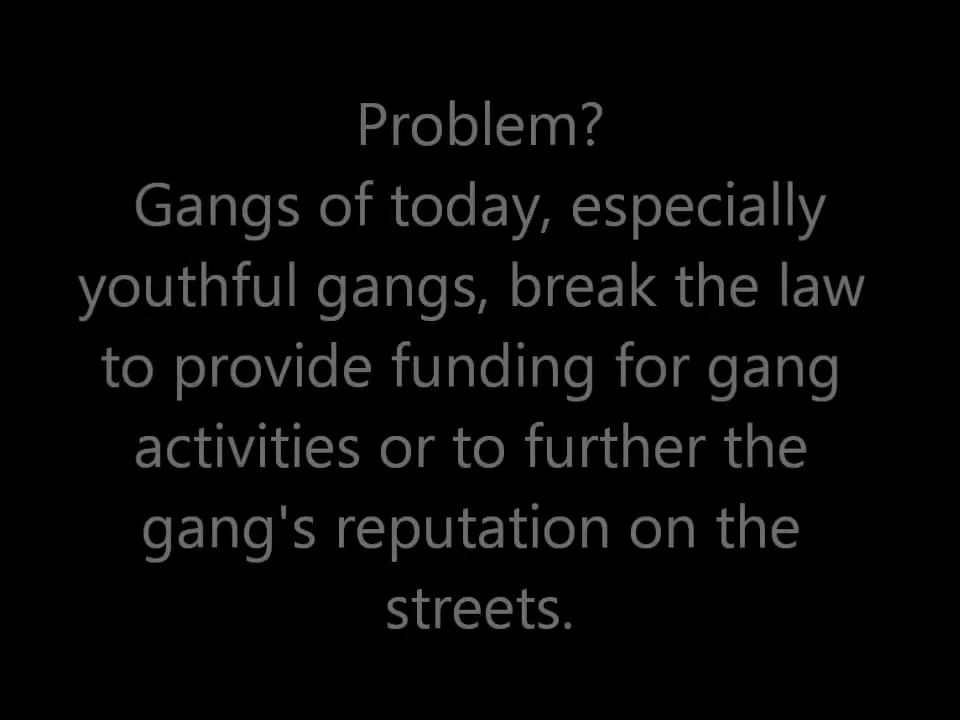 Problem?
Gangs of today, especially
youthful gangs, break the law
to provide funding for gang
activities or to further the
gang's reputation on the
streets.